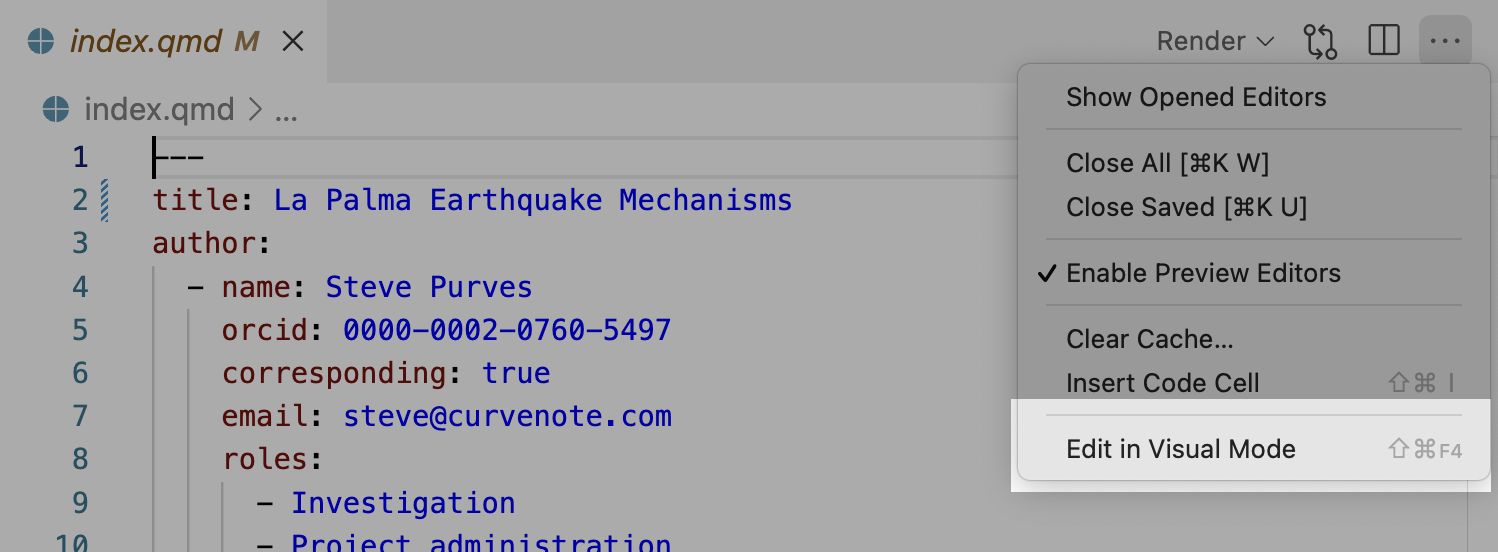 index.qmd M
Render
index.qmd > ...
1 ---
2 title: La Palma Earthquake Mechanisms
3 author:
4 - name: Steve Purves
5 orcid: 0000-0002-0760-5497
6 corresponding: true
7 email: steve@curvenote.com
8 roles:
9 - Investigation
10 - Project administration
Show Opened Editors
Close All [⌘K W]
Close Saved [⌘K U]
✓ Enable Preview Editors
Clear Cache...
Insert Code Cell ⇧⌘ I
Edit in Visual Mode ⇧⌘F4